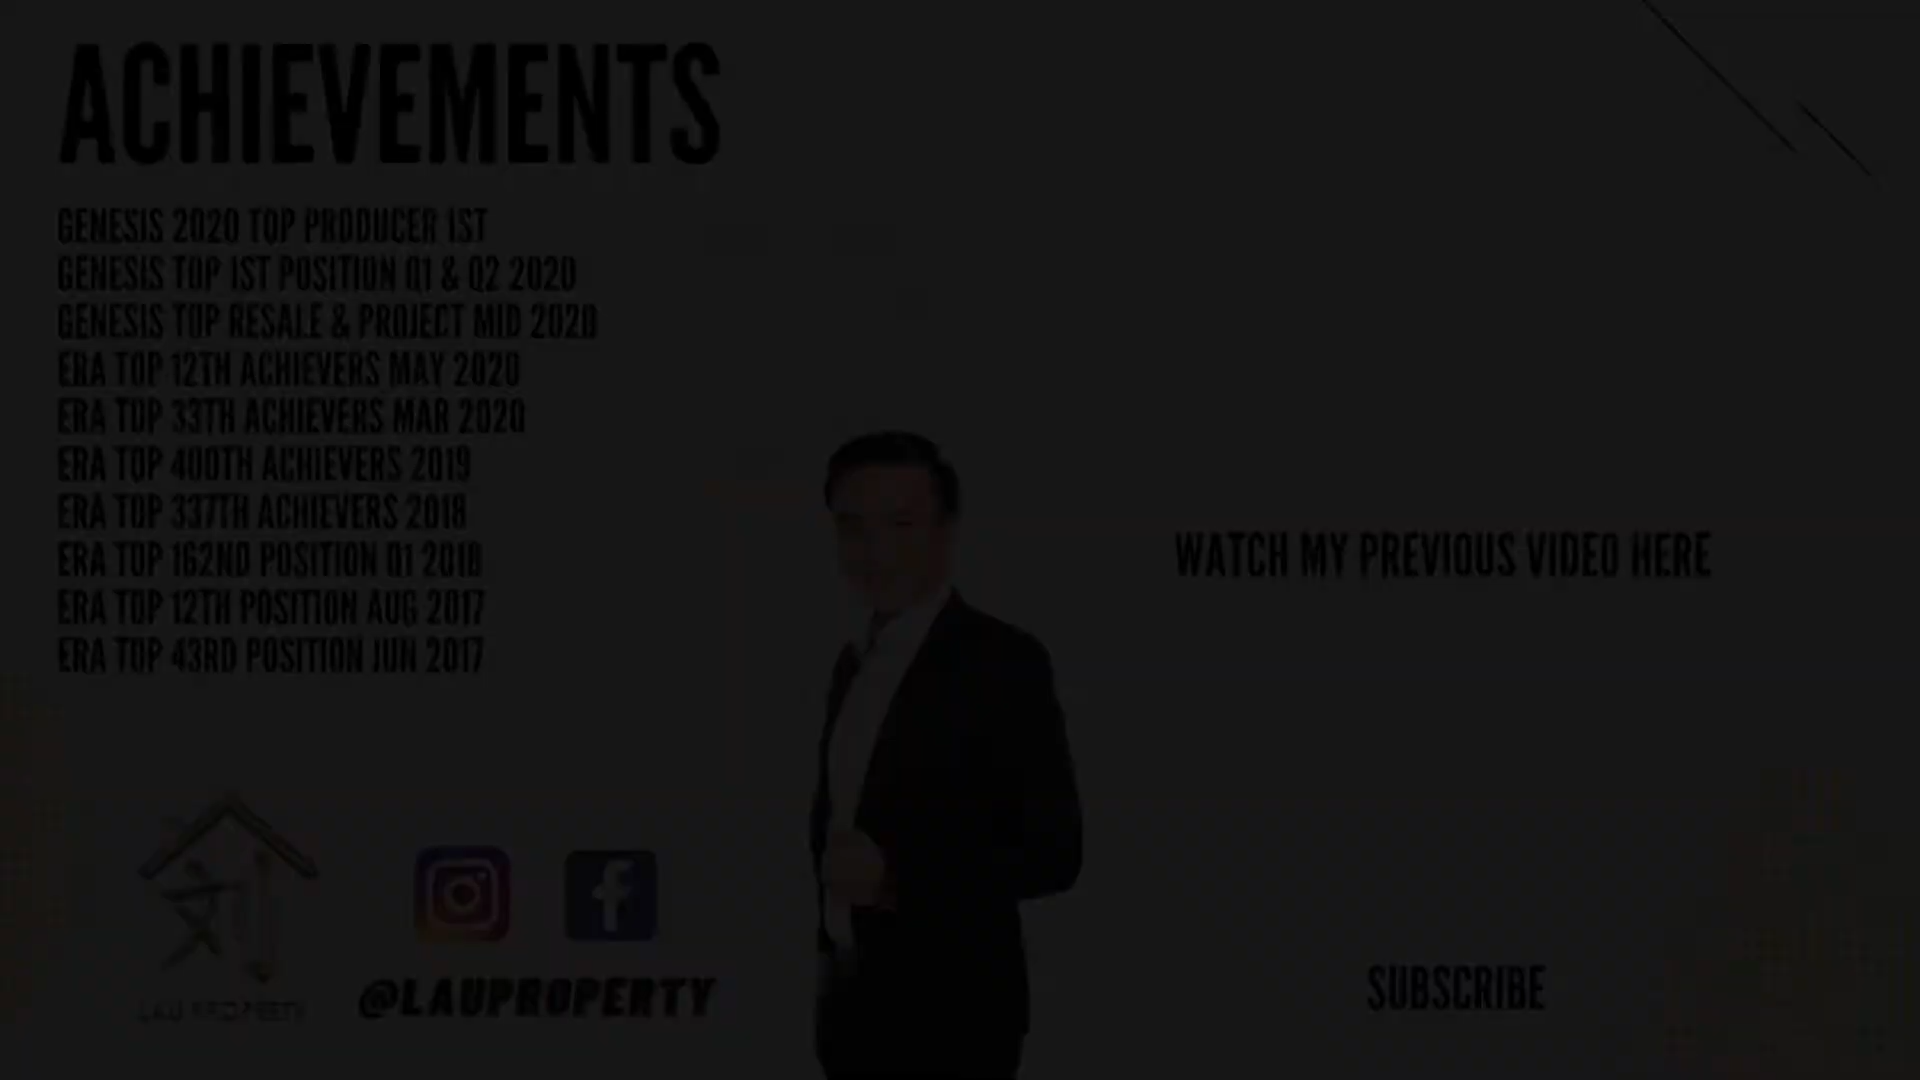 ACHIEVEMENTS
GENESIS 2020 TOP PRODUCER 1ST
GENESIS TOP 1ST POSITION Q1 & Q2 2020
GENESIS TOP RESALE & PROJECT MID 2020
ERA TOP 12TH ACHIEVERS MAY 2020
ERA TOP 33TH ACHIEVERS MAR 2020
ERA TOP 400TH ACHIEVERS 2019
ERA TOP 337TH ACHIEVERS 2018
ERA TOP 162ND POSITION Q1 2018
ERA TOP 12TH POSITION AUG 2017
ERA TOP 43RD POSITION JUN 2017
WATCH MY PREVIOUS VIDEO HERE
刘
LAU PROPERTY
@LAUPROPERTY
SUBSCRIBE